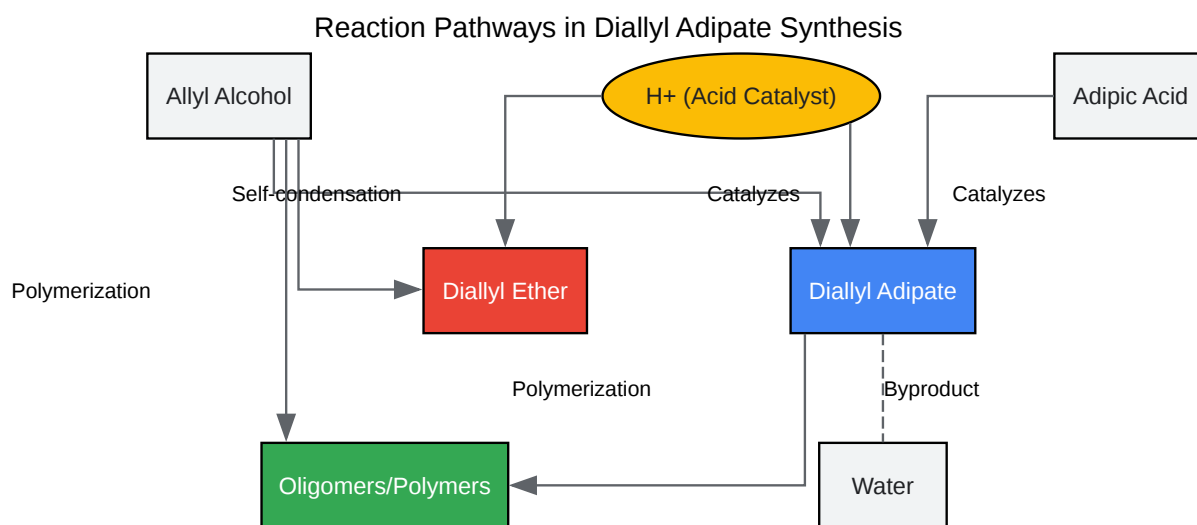 Reaction Pathways in Diallyl Adipate Synthesis
Allyl Alcohol
H+ (Acid Catalyst)
Adipic Acid
Self-condensation
Catalyzes
Catalyzes
Polymerization
Diallyl Ether
Diallyl Adipate
Polymerization
Byproduct
Oligomers/Polymers
Water